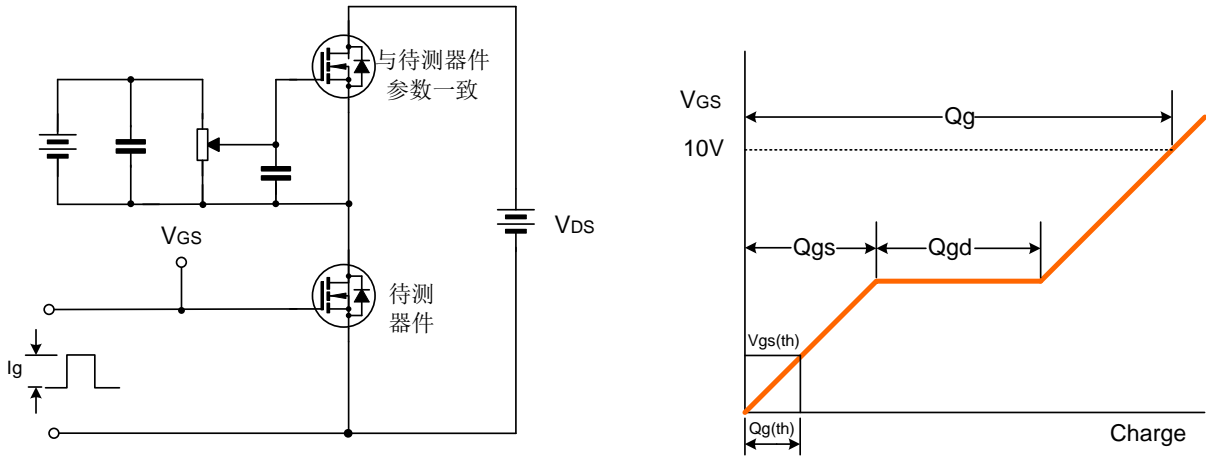 与待测器件
参数一致
VGS
VDS
待测
器件
Ig
VGS
Qg
10V
Qgs
Qgd
Vgs(th)
Qg(th)
Charge